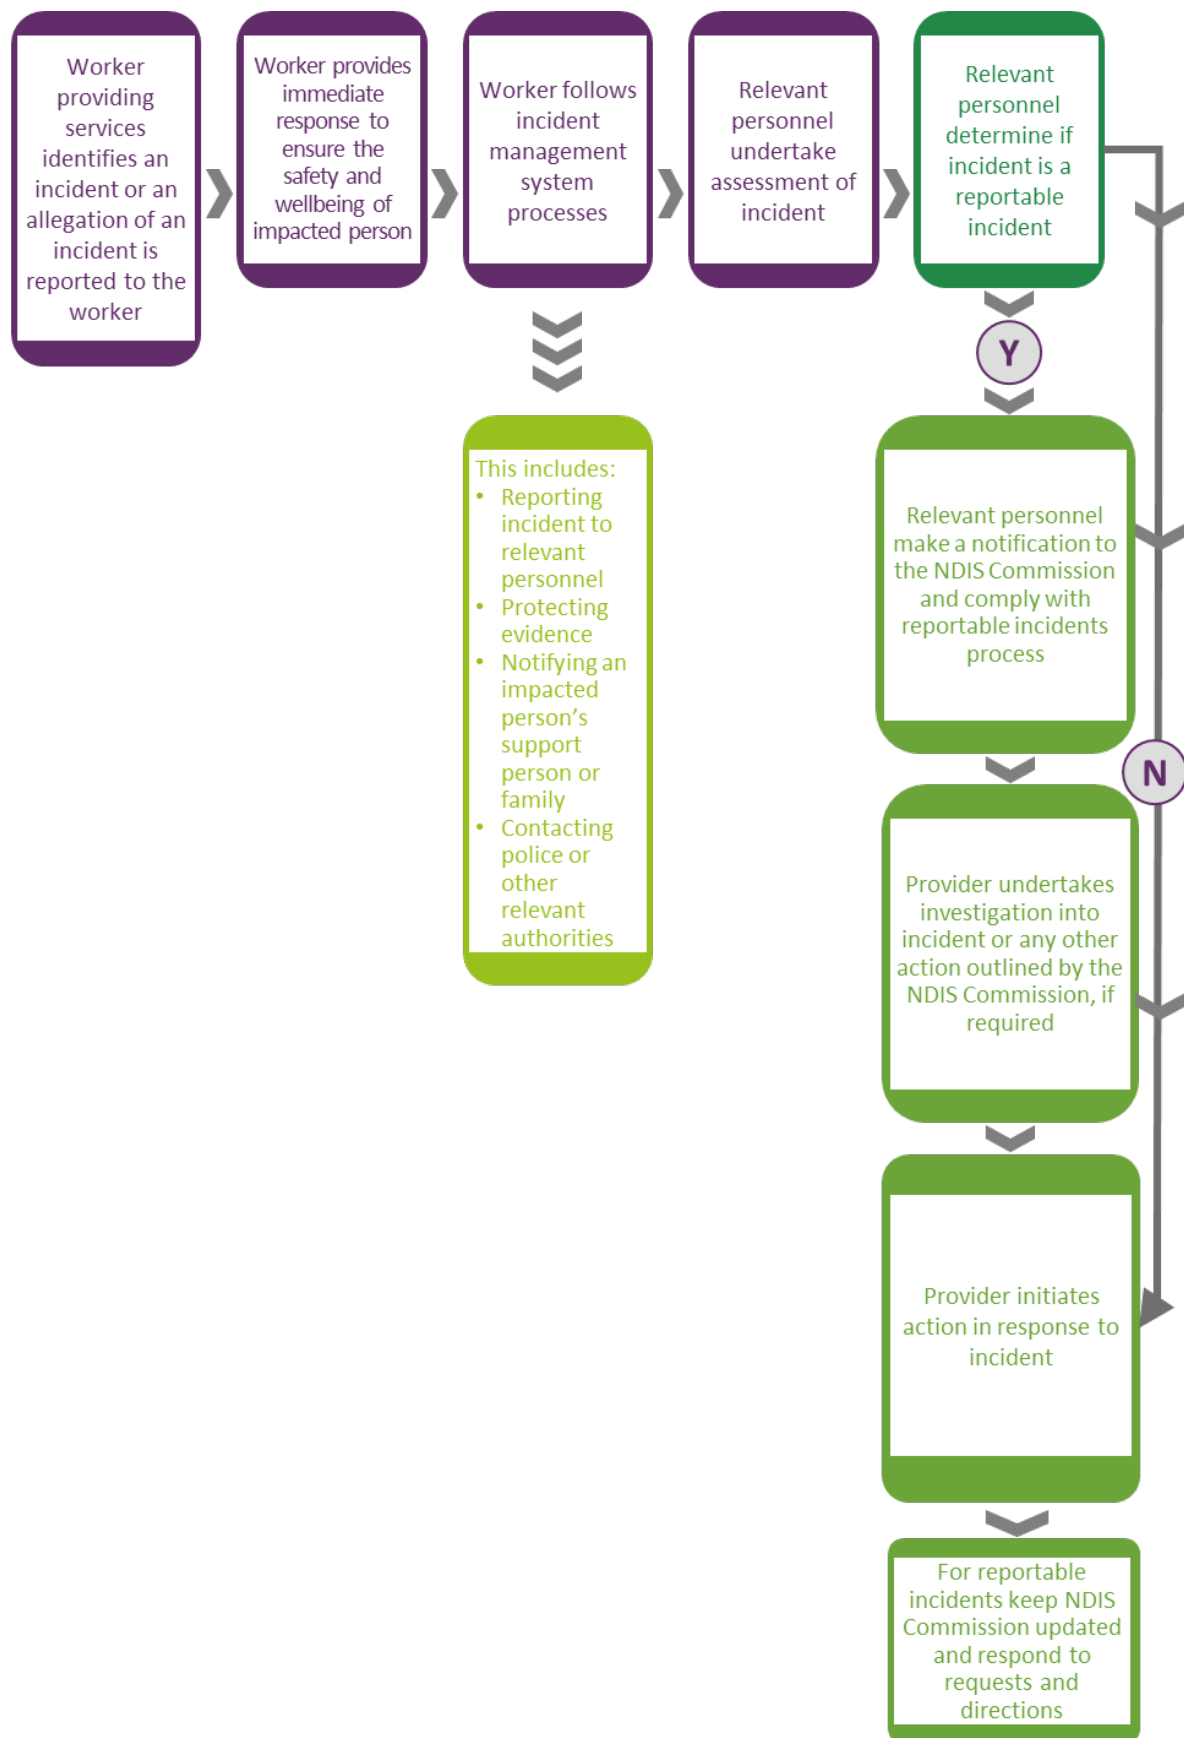 Worker
providing
services
identifies an
incident or an
allegation of an
incident is
reported to the
worker
Worker provides
immediate
response to
ensure the
safety and
wellbeing of
impacted person
Worker follows
incident
management
system
processes
Relevant
personnel
undertake
assessment of
incident
Relevant
personnel
determine if
incident is a
reportable
incident
Y
This includes:
• Reporting
incident to
relevant
personnel
• Protecting
evidence
• Notifying an
impacted
person’s
support
person or
family
• Contacting
police or
other
relevant
authorities
Relevant personnel
make a notification to
the NDIS Commission
and comply with
reportable incidents
process
N
Provider undertakes
investigation into
incident or any other
action outlined by the
NDIS Commission, if
required
Provider initiates
action in response to
incident
For reportable
incidents keep NDIS
Commission updated
and respond to
requests and
directions